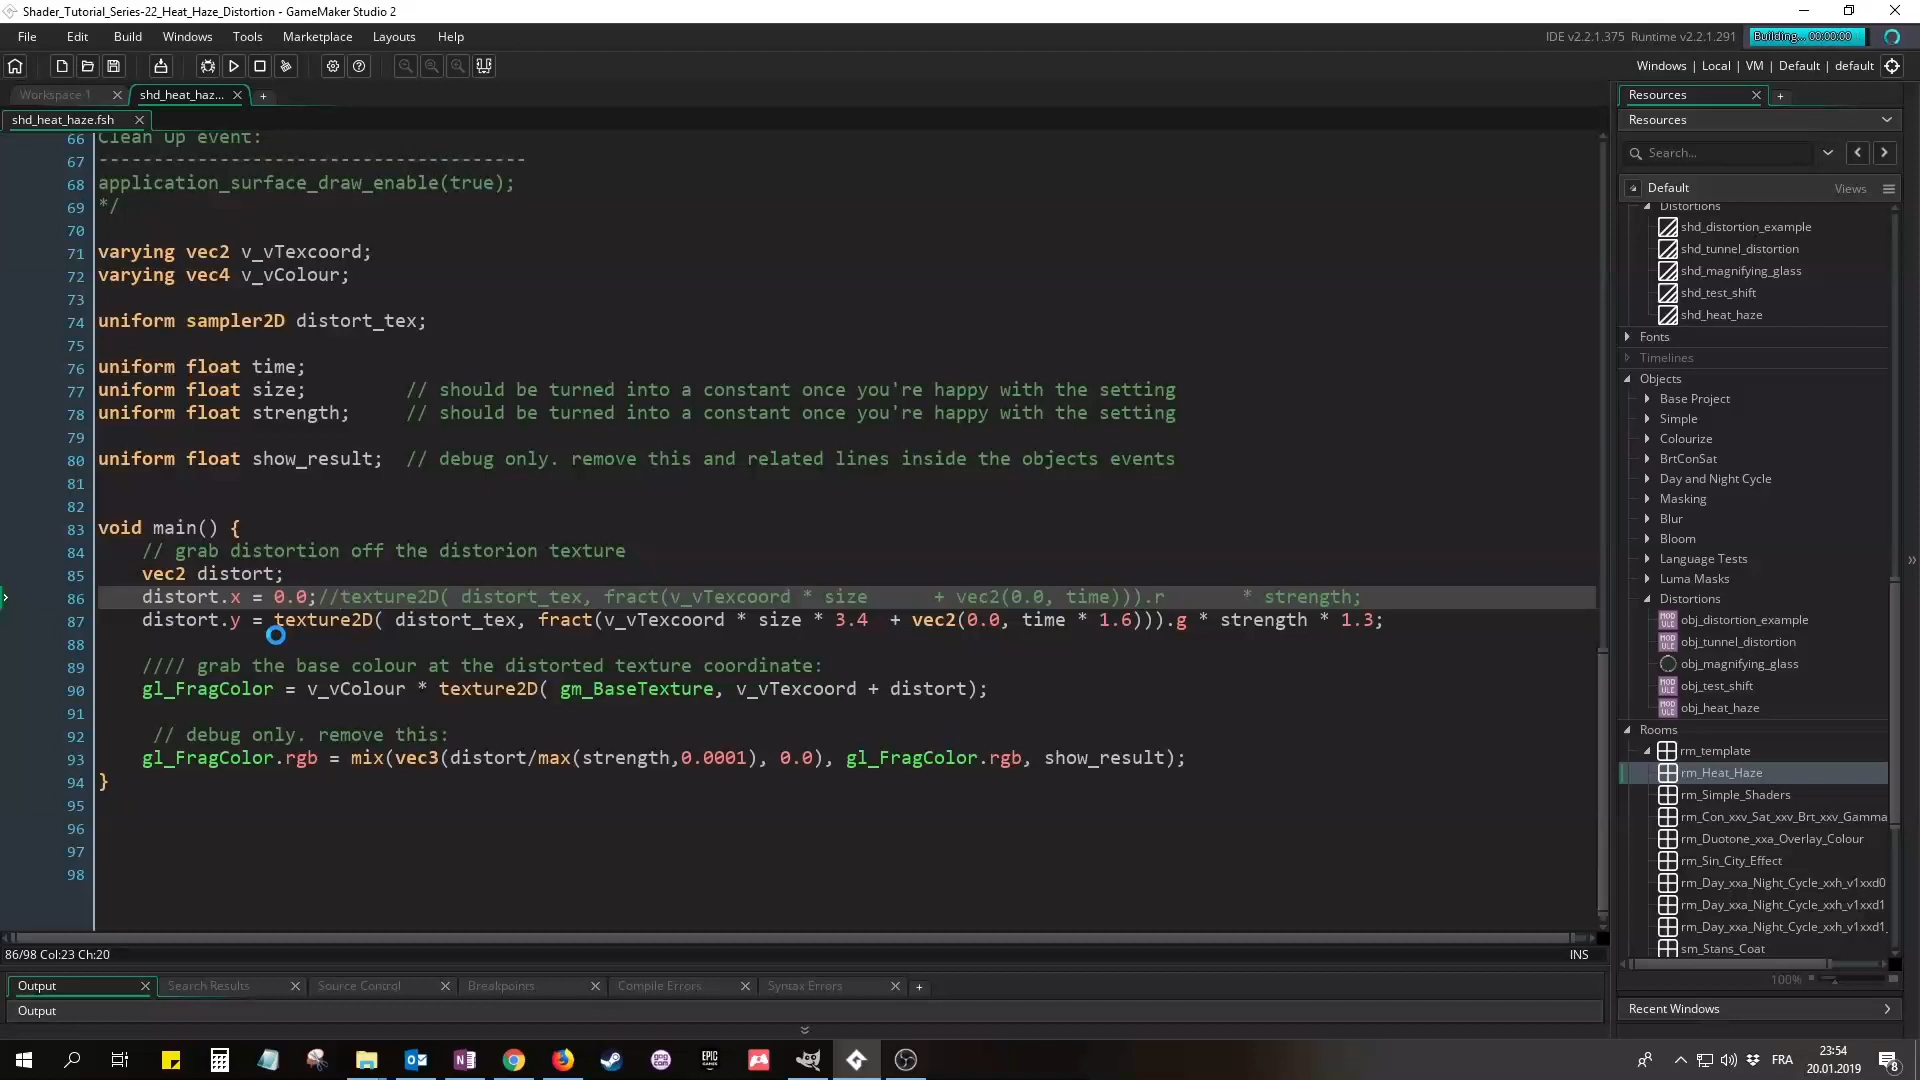 Shader_Tutorial_Series-22_Heat_Haze_Distortion - GameMaker Studio 2
File Edit Build Windows Tools Marketplace Layouts Help
IDE v2.2.1.375 Runtime v2.2.1.291
Building... 00:00:00
Windows | Local | VM | Default | default
Workspace 1
shd_heat_haz...
Resources
shd_heat_haze.fsh
Resources
Search...
Default
Views
66 Clean Up event:
67 ---------------------------------------
68 application_surface_draw_enable(true);
69 */
70
71 varying vec2 v_vTexcoord;
72 varying vec4 v_vColour;
73
74 uniform sampler2D distort_tex;
75
76 uniform float time;
77 uniform float size; // should be turned into a constant once you're happy with the setting
78 uniform float strength; // should be turned into a constant once you're happy with the setting
79
80 uniform float show_result; // debug only. remove this and related lines inside the objects events
81
82
83 void main() {
84 // grab distortion off the distorion texture
85 vec2 distort;
86 distort.x = 0.0;//texture2D( distort_tex, fract(v_vTexcoord * size + vec2(0.0, time))).r * strength;
87 distort.y = texture2D( distort_tex, fract(v_vTexcoord * size * 3.4 + vec2(0.0, time * 1.6))).g * strength * 1.3;
88
89 //// grab the base colour at the distorted texture coordinate:
90 gl_FragColor = v_vColour * texture2D( gm_BaseTexture, v_vTexcoord + distort);
91
92 // debug only. remove this:
93 gl_FragColor.rgb = mix(vec3(distort/max(strength,0.0001), 0.0), gl_FragColor.rgb, show_result);
94 }
95
96
97
98
Distortions
shd_distortion_example
shd_tunnel_distortion
shd_magnifying_glass
shd_test_shift
shd_heat_haze
Fonts
Timelines
Objects
Base Project
Simple
Colourize
BrtConSat
Day and Night Cycle
Masking
Blur
Bloom
Language Tests
Luma Masks
Distortions
obj_distortion_example
obj_tunnel_distortion
obj_magnifying_glass
obj_test_shift
obj_heat_haze
Rooms
rm_template
rm_Heat_Haze
rm_Simple_Shaders
rm_Con_xxv_Sat_xxv_Brt_xxv_Gamma
rm_Duotone_xxa_Overlay_Colour
rm_Sin_City_Effect
rm_Day_xxa_Night_Cycle_xxh_v1xxd0
rm_Day_xxa_Night_Cycle_xxh_v1xxd1
rm_Day_xxa_Night_Cycle_xxh_v1xxd1_
sm_Stans_Coat
100%
86/98 Col:23 Ch:20
INS
Output Search Results Source Control Breakpoints Compile Errors Syntax Errors
Output
Recent Windows
FRA
23:54
20.01.2019
8